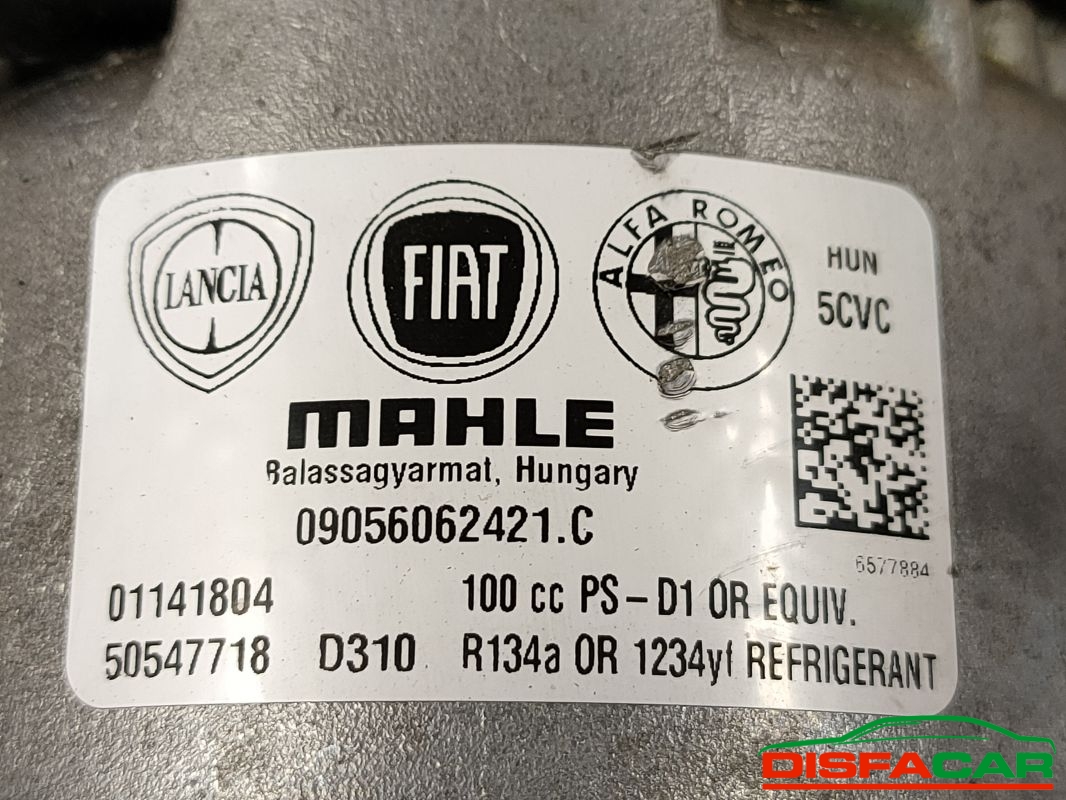 LANCIA
FIAT
ALFA ROMEO
HUN
5CVC
MAHLE
Balassagyarmat, Hungary
09056062421.C
6577884
01141804 100 cc PS-D1 OR EQUIV.
50547718 D310 R134a OR 1234yf REFRIGERANT
DISFACAR